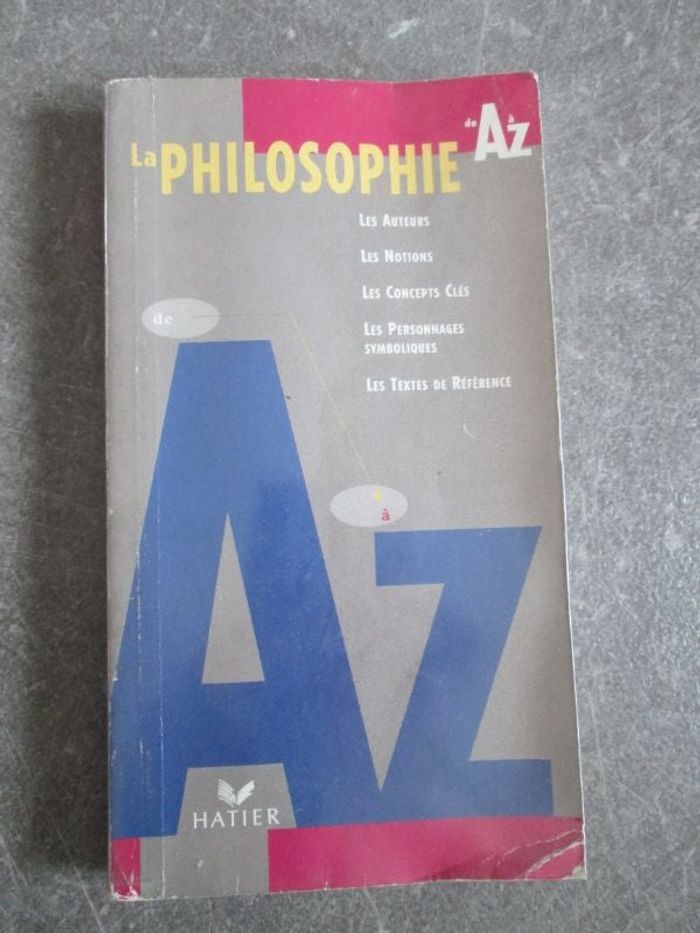 La PHILOSOPHIE de A à Z
Les Auteurs
Les Notions
Les Concepts Clés
Les Personnages
symboliques
Les Textes de Référence
de
à
AZ
HATIER